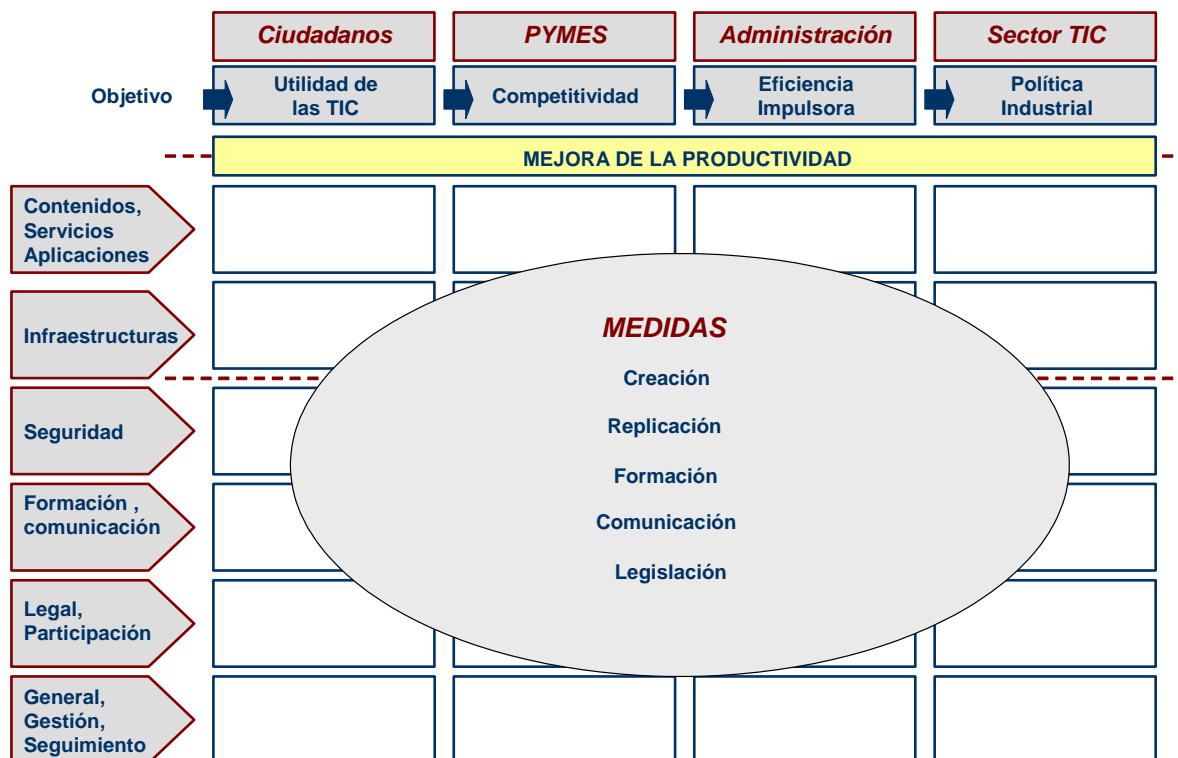 Ciudadanos
PYMES
Administración
Sector TIC
Objetivo
Utilidad de
las TIC
Competitividad
Eficiencia
Impulsora
Política
Industrial
MEJORA DE LA PRODUCTIVIDAD
Contenidos,
Servicios
Aplicaciones
Infraestructuras
Seguridad
Formación ,
comunicación
Legal,
Participación
General,
Gestión,
Seguimiento
MEDIDAS
Creación
Replicación
Formación
Comunicación
Legislación